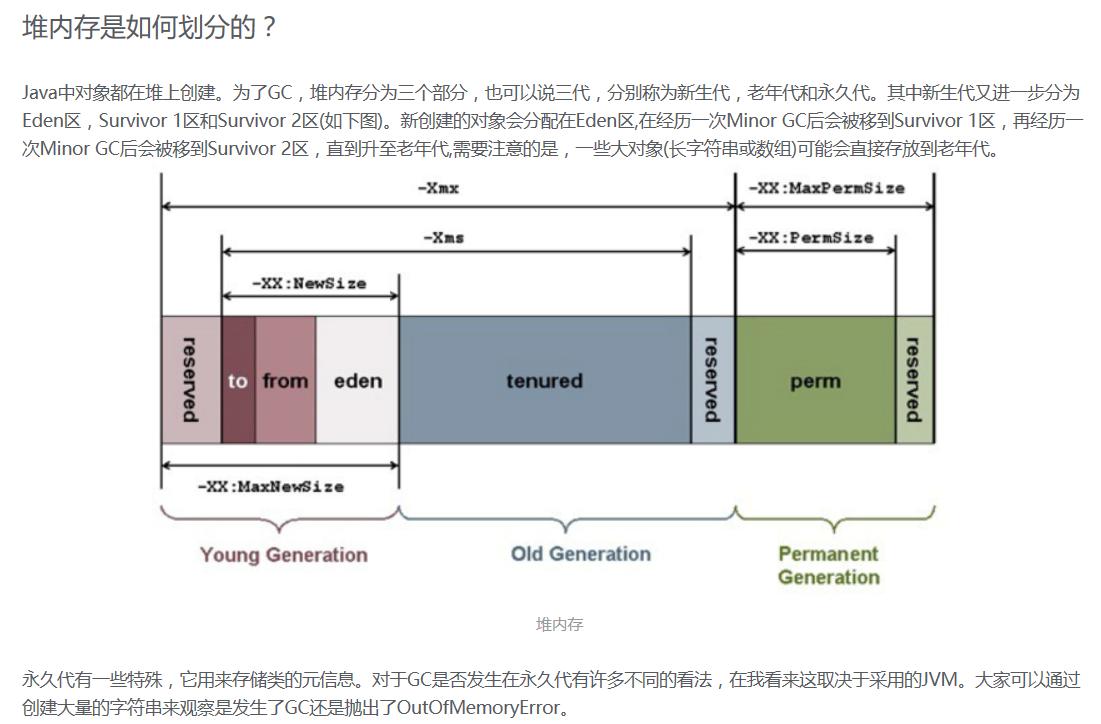 堆内存是如何划分的？
Java中对象都在堆上创建。为了GC，堆内存分为三个部分，也可以说三代，分别称为新生代，老年代和永久代。其中新生代又进一步分为
Eden区，Survivor 1区和Survivor 2区(如下图)。新创建的对象会分配在Eden区,在经历一次Minor GC后会被移到Survivor 1区，再经历一
次Minor GC后会被移到Survivor 2区，直到升至老年代,需要注意的是，一些大对象(长字符串或数组)可能会直接存放到老年代。
-Xmx
-XX:MaxPermSize
-Xms
-XX:PermSize
-XX:NewSize
reserved
to
from
eden
tenured
reserved
perm
reserved
-XX:MaxNewSize
Young Generation
Old Generation
Permanent
Generation
堆内存
永久代有一些特殊，它用来存储类的元信息。对于GC是否发生在永久代有许多不同的看法，在我看来这取决于采用的JVM。大家可以通过
创建大量的字符串来观察是发生了GC还是抛出了OutOfMemoryError。